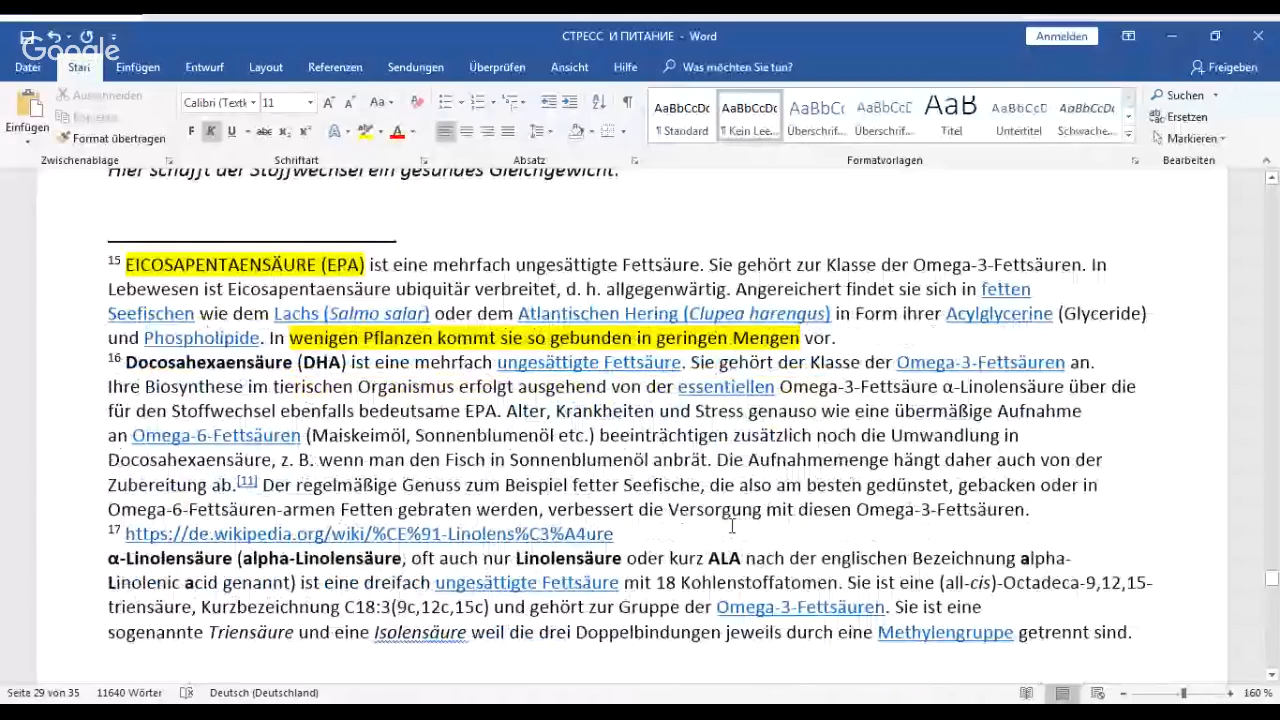 Google
СТРЕСС И ПИТАНИЕ - Word
Anmelden
Datei Start Einfügen Entwurf Layout Referenzen Sendungen Überprüfen Ansicht Hilfe Was möchten Sie tun? Freigeben
Einfügen
Ausschneiden
Kopieren
Format übertragen
Calibri (Textk 11
F K U abc x₂ x²
AaBbCcDc AaBbCcDc AaBbCc AaBbCcC AaB AaBbCcD AaBbCcDc
¶ Standard ¶ Kein Lee... Überschrif... Überschrif... Titel Untertitel Schwache...
Suchen
Ersetzen
Markieren
Zwischenablage Schriftart Absatz Formatvorlagen Bearbeiten
Hier schafft der Stoffwechsel ein gesundes Gleichgewicht.
15 EICOSAPENTAENSÄURE (EPA) ist eine mehrfach ungesättigte Fettsäure. Sie gehört zur Klasse der Omega-3-Fettsäuren. In
Lebewesen ist Eicosapentaensäure ubiquitär verbreitet, d. h. allgegenwärtig. Angereichert findet sie sich in fetten
Seefischen wie dem Lachs (Salmo salar) oder dem Atlantischen Hering (Clupea harengus) in Form ihrer Acylglycerine (Glyceride)
und Phospholipide. In wenigen Pflanzen kommt sie so gebunden in geringen Mengen vor.
16 Docosahexaensäure (DHA) ist eine mehrfach ungesättigte Fettsäure. Sie gehört der Klasse der Omega-3-Fettsäuren an.
Ihre Biosynthese im tierischen Organismus erfolgt ausgehend von der essentiellen Omega-3-Fettsäure α-Linolensäure über die
für den Stoffwechsel ebenfalls bedeutsame EPA. Alter, Krankheiten und Stress genauso wie eine übermäßige Aufnahme
an Omega-6-Fettsäuren (Maiskeimöl, Sonnenblumenöl etc.) beeinträchtigen zusätzlich noch die Umwandlung in
Docosahexaensäure, z. B. wenn man den Fisch in Sonnenblumenöl anbrät. Die Aufnahmemenge hängt daher auch von der
Zubereitung ab.[11] Der regelmäßige Genuss zum Beispiel fetter Seefische, die also am besten gedünstet, gebacken oder in
Omega-6-Fettsäuren-armen Fetten gebraten werden, verbessert die Versorgung mit diesen Omega-3-Fettsäuren.
17 https://de.wikipedia.org/wiki/%CE%91-Linolens%C3%A4ure
α-Linolensäure (alpha-Linolensäure, oft auch nur Linolensäure oder kurz ALA nach der englischen Bezeichnung alpha-
Linolenic acid genannt) ist eine dreifach ungesättigte Fettsäure mit 18 Kohlenstoffatomen. Sie ist eine (all-cis)-Octadeca-9,12,15-
triensäure, Kurzbezeichnung C18:3(9c,12c,15c) und gehört zur Gruppe der Omega-3-Fettsäuren. Sie ist eine
sogenannte Triensäure und eine Isolensäure weil die drei Doppelbindungen jeweils durch eine Methylengruppe getrennt sind.
Seite 29 von 35 11640 Wörter Deutsch (Deutschland) 160 %